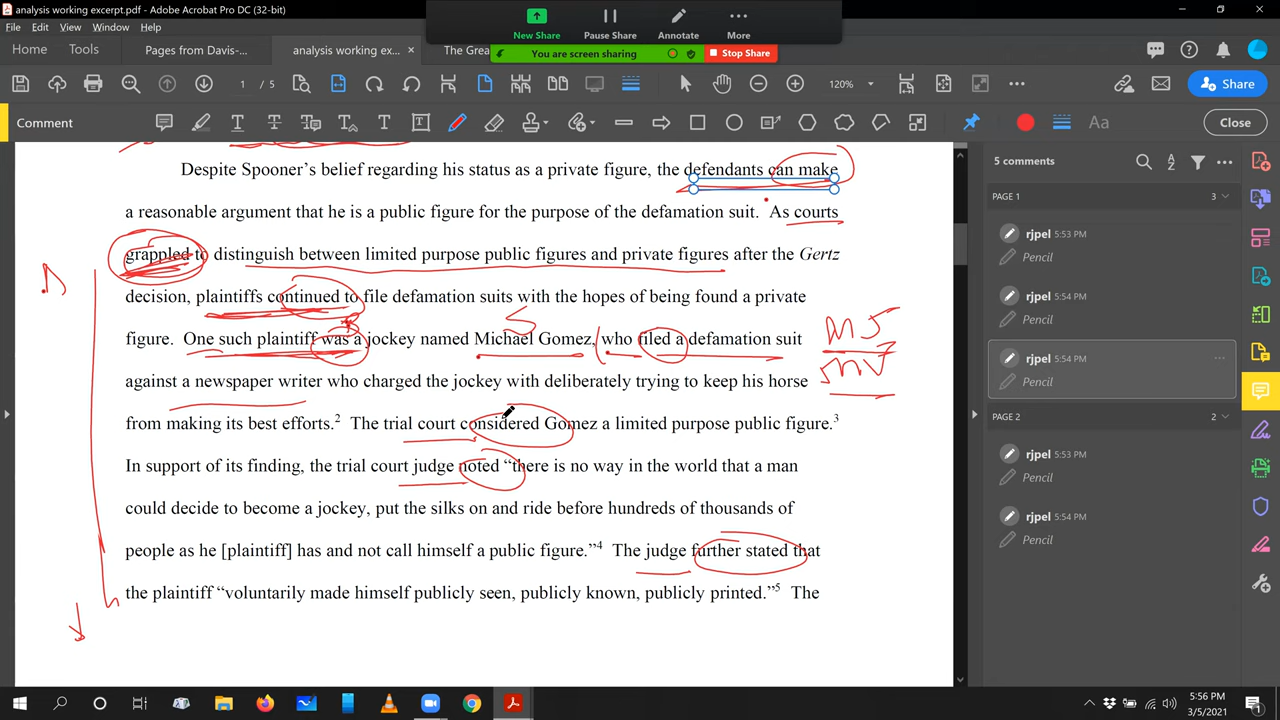 analysis working excerpt.pdf - Adobe Acrobat Pro DC (32-bit)
File Edit View Window Help
New Share Pause Share Annotate More
You are screen sharing Stop Share
Home Tools Pages from Davis-... analysis working ex... × The Grea
1 / 5 120% Share
Comment Aa Close
Despite Spooner’s belief regarding his status as a private figure, the defendants can make
a reasonable argument that he is a public figure for the purpose of the defamation suit. As courts
grappled to distinguish between limited purpose public figures and private figures after the Gertz
decision, plaintiffs continued to file defamation suits with the hopes of being found a private
S
figure. One such plaintiff was a jockey named Michael Gomez, who filed a defamation suit
MS
against a newspaper writer who charged the jockey with deliberately trying to keep his horse
SMV
from making its best efforts.2 The trial court considered Gomez a limited purpose public figure.3
In support of its finding, the trial court judge noted “there is no way in the world that a man
could decide to become a jockey, put the silks on and ride before hundreds of thousands of
people as he [plaintiff] has and not call himself a public figure.”4 The judge further stated that
the plaintiff “voluntarily made himself publicly seen, publicly known, publicly printed.”5 The
5 comments
PAGE 1 3
rjpel 5:53 PM
Pencil
rjpel 5:54 PM
Pencil
rjpel 5:54 PM
Pencil
PAGE 2 2
rjpel 5:53 PM
Pencil
rjpel 5:54 PM
Pencil
5:56 PM
3/5/2021
1